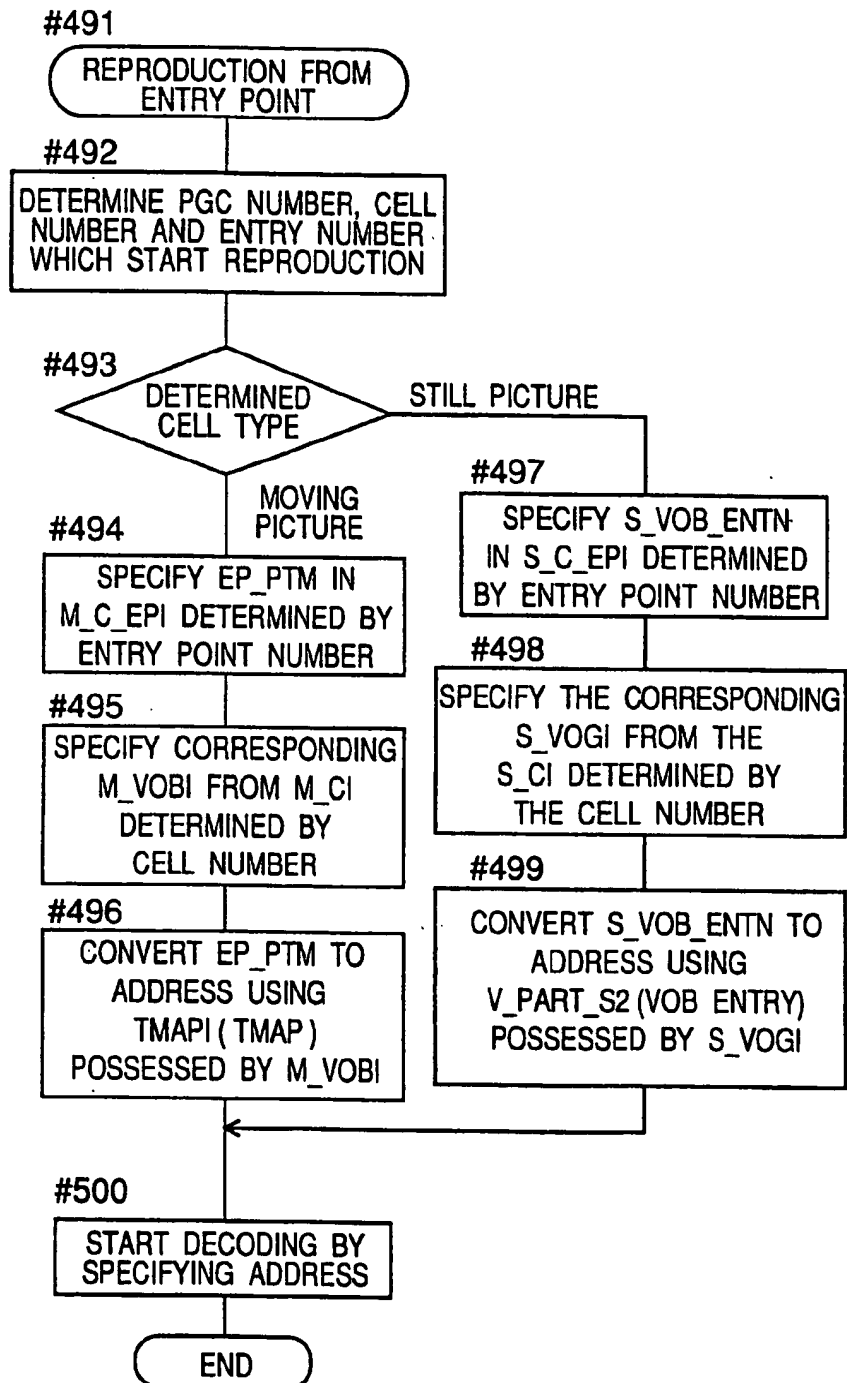 #491
REPRODUCTION FROM
ENTRY POINT
#492
DETERMINE PGC NUMBER, CELL
NUMBER AND ENTRY NUMBER
WHICH START REPRODUCTION
#493
DETERMINED
CELL TYPE
STILL PICTURE
MOVING
PICTURE
#494
SPECIFY EP_PTM IN
M_C_EPI DETERMINED BY
ENTRY POINT NUMBER
#495
SPECIFY CORRESPONDING
M_VOBI FROM M_CI
DETERMINED BY
CELL NUMBER
#496
CONVERT EP_PTM TO
ADDRESS USING
TMAPI ( TMAP )
POSSESSED BY M_VOBI
#497
SPECIFY S_VOB_ENTN
IN S_C_EPI DETERMINED
BY ENTRY POINT NUMBER
#498
SPECIFY THE CORRESPONDING
S_VOGI FROM THE
S_CI DETERMINED BY
THE CELL NUMBER
#499
CONVERT S_VOB_ENTN TO
ADDRESS USING
V_PART_S2 (VOB ENTRY)
POSSESSED BY S_VOGI
#500
START DECODING BY
SPECIFYING ADDRESS
END